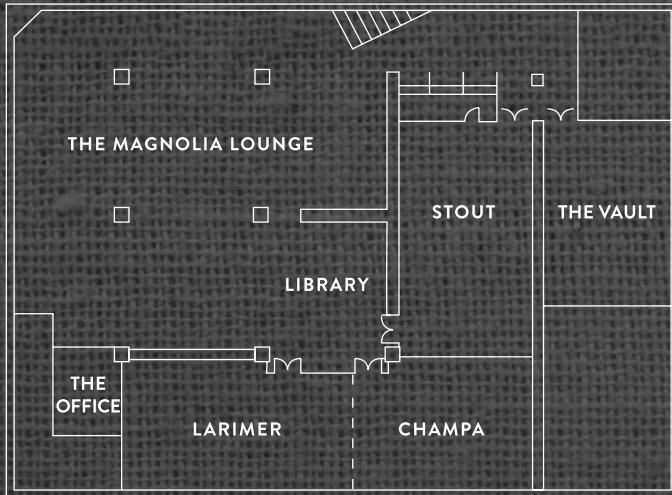 THE MAGNOLIA LOUNGE
STOUT
THE VAULT
LIBRARY
THE
OFFICE
LARIMER
CHAMPA